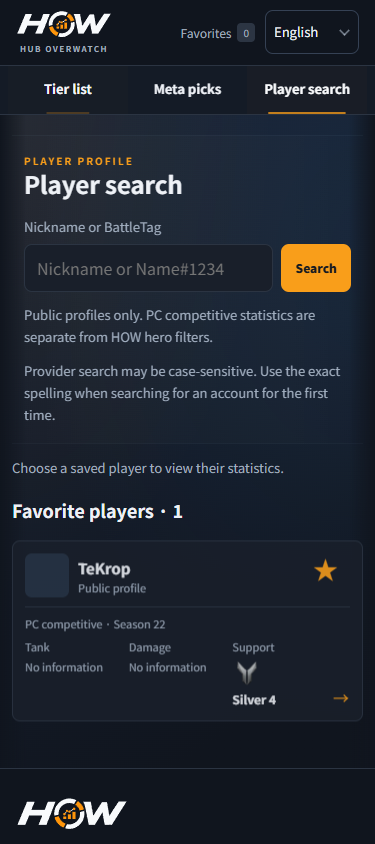 HOW
HUB OVERWATCH
Favorites 0
English
Tier list
Meta picks
Player search
PLAYER PROFILE
Player search
Nickname or BattleTag
Nickname or Name#1234
Search
Public profiles only. PC competitive statistics are
separate from HOW hero filters.
Provider search may be case-sensitive. Use the exact
spelling when searching for an account for the first
time.
Choose a saved player to view their statistics.
Favorite players · 1
TeKrop
Public profile
PC competitive · Season 22
Tank Damage Support
No information No information
Silver 4 →
HOW